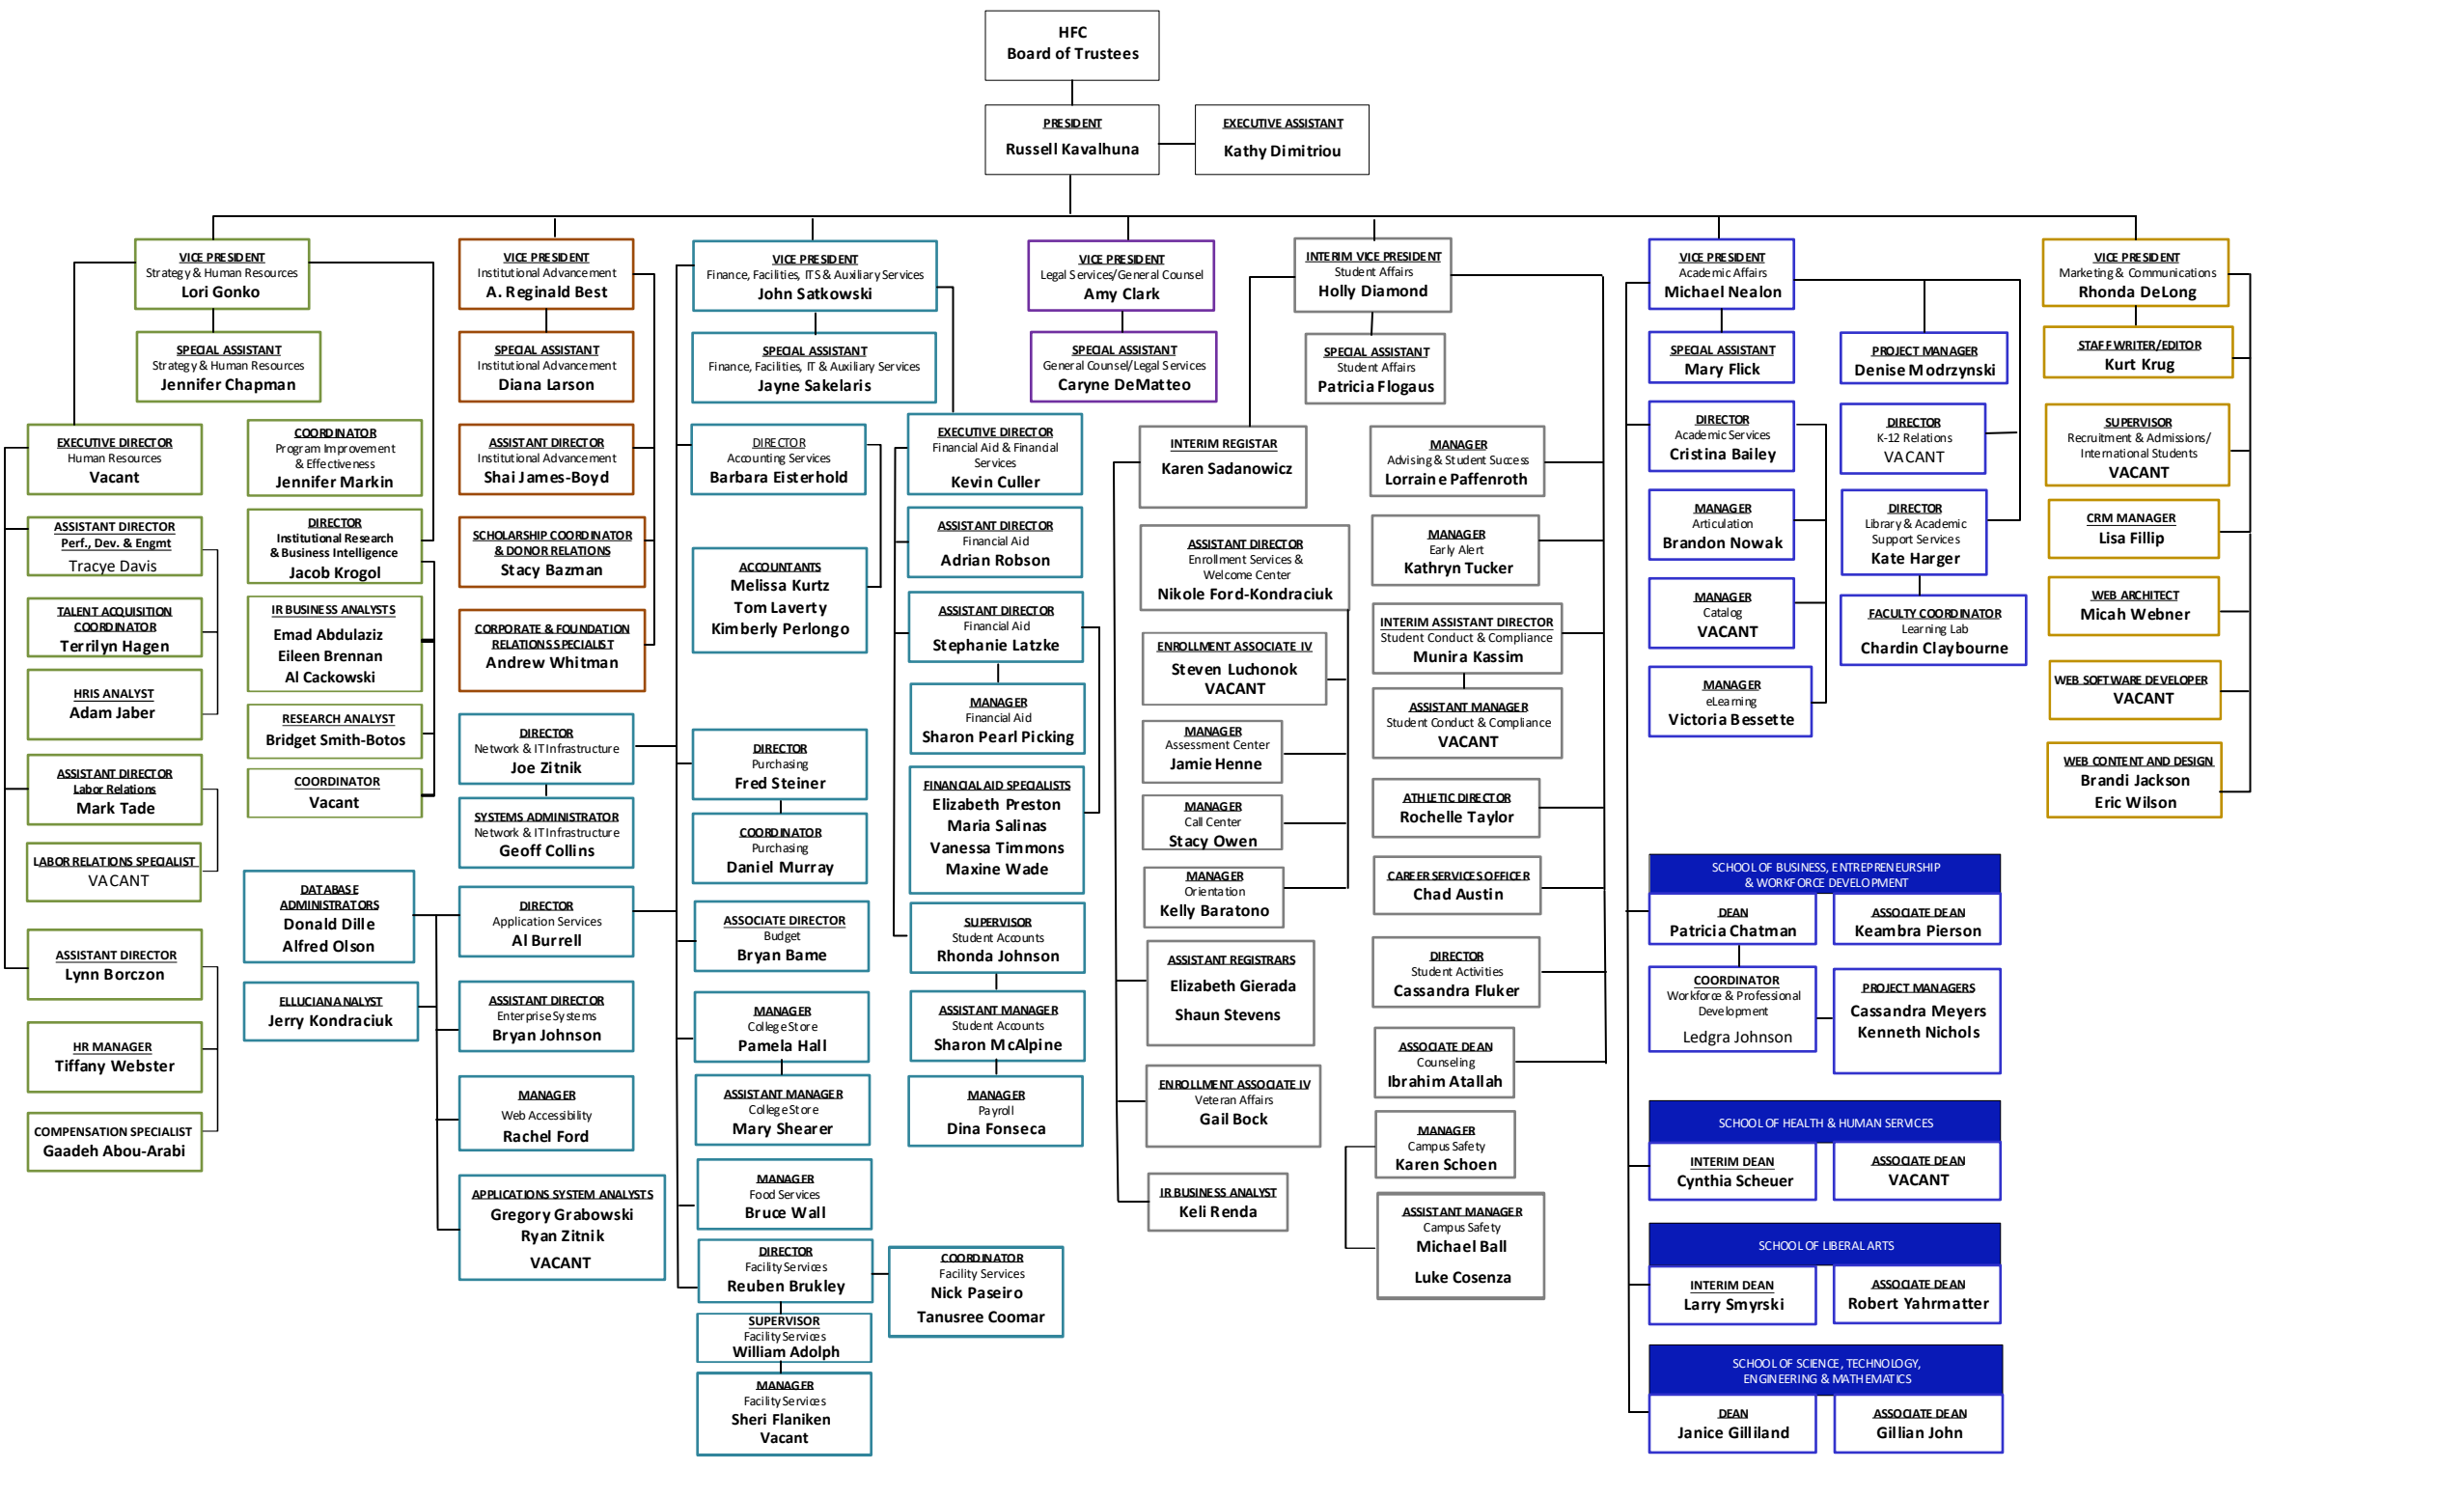 HFC
Board of Trustees
PRESIDENT
Russell Kavalhuna
EXECUTIVE ASSISTANT
Kathy Dimitriou
VICE PRESIDENT
Strategy & Human Resources
Lori Gonko
SPECIAL ASSISTANT
Strategy & Human Resources
Jennifer Chapman
EXECUTIVE DIRECTOR
Human Resources
Vacant
ASSISTANT DIRECTOR
Perf., Dev. & Engmt
Tracye Davis
TALENT ACQUISITION
COORDINATOR
Terrilyn Hagen
HRIS ANALYST
Adam Jaber
ASSISTANT DIRECTOR
Labor Relations
Mark Tade
LABOR RELATIONS SPECIALIST
VACANT
ASSISTANT DIRECTOR
Lynn Borczon
HR MANAGER
Tiffany Webster
COMPENSATION SPECIALIST
Gaadeh Abou-Arabi
COORDINATOR
Program Improvement
& Effectiveness
Jennifer Markin
DIRECTOR
Institutional Research
& Business Intelligence
Jacob Krogol
IR BUSINESS ANALYSTS
Emad Abdulaziz
Eileen Brennan
Al Cackowski
RESEARCH ANALYST
Bridget Smith-Botos
COORDINATOR
Vacant
VICE PRESIDENT
Institutional Advancement
A. Reginald Best
SPECIAL ASSISTANT
Institutional Advancement
Diana Larson
ASSISTANT DIRECTOR
Institutional Advancement
Shai James-Boyd
SCHOLARSHIP COORDINATOR
& DONOR RELATIONS
Stacy Bazman
CORPORATE & FOUNDATION
RELATIONS SPECIALIST
Andrew Whitman
VICE PRESIDENT
Finance, Facilities, ITS & Auxiliary Services
John Satkowski
SPECIAL ASSISTANT
Finance, Facilities, IT & Auxiliary Services
Jayne Sakelaris
DIRECTOR
Network & IT Infrastructure
Joe Zitnik
SYSTEMS ADMINISTRATOR
Network & IT Infrastructure
Geoff Collins
DATABASE
ADMINISTRATORS
Donald Dille
Alfred Olson
ELLUCIAN ANALYST
Jerry Kondraciuk
DIRECTOR
Application Services
Al Burrell
ASSISTANT DIRECTOR
Enterprise Systems
Bryan Johnson
MANAGER
Web Accessibility
Rachel Ford
APPLICATIONS SYSTEM ANALYSTS
Gregory Grabowski
Ryan Zitnik
VACANT
DIRECTOR
Accounting Services
Barbara Eisterhold
ACCOUNTANTS
Melissa Kurtz
Tom Laverty
Kimberly Perlongo
DIRECTOR
Purchasing
Fred Steiner
COORDINATOR
Purchasing
Daniel Murray
ASSOCIATE DIRECTOR
Budget
Bryan Bame
MANAGER
College Store
Pamela Hall
ASSISTANT MANAGER
College Store
Mary Shearer
MANAGER
Food Services
Bruce Wall
DIRECTOR
Facility Services
Reuben Brukley
COORDINATOR
Facility Services
Nick Paseiro
Tanusree Coomar
SUPERVISOR
Facility Services
William Adolph
MANAGER
Facility Services
Sheri Flaniken
Vacant
EXECUTIVE DIRECTOR
Financial Aid & Financial
Services
Kevin Culler
ASSISTANT DIRECTOR
Financial Aid
Adrian Robson
ASSISTANT DIRECTOR
Financial Aid
Stephanie Latzke
MANAGER
Financial Aid
Sharon Pearl Picking
FINANCIAL AID SPECIALISTS
Elizabeth Preston
Maria Salinas
Vanessa Timmons
Maxine Wade
SUPERVISOR
Student Accounts
Rhonda Johnson
ASSISTANT MANAGER
Student Accounts
Sharon McAlpine
MANAGER
Payroll
Dina Fonseca
VICE PRESIDENT
Legal Services/General Counsel
Amy Clark
SPECIAL ASSISTANT
General Counsel/Legal Services
Caryne DeMatteo
INTERIM VICE PRESIDENT
Student Affairs
Holly Diamond
SPECIAL ASSISTANT
Student Affairs
Patricia Flogaus
INTERIM REGISTAR
Karen Sadanowicz
ASSISTANT DIRECTOR
Enrollment Services &
Welcome Center
Nikole Ford-Kondraciuk
ENROLLMENT ASSOCIATE IV
Steven Luchonok
VACANT
MANAGER
Assessment Center
Jamie Henne
MANAGER
Call Center
Stacy Owen
MANAGER
Orientation
Kelly Baratono
ASSISTANT REGISTRARS
Elizabeth Gierada
Shaun Stevens
ENROLLMENT ASSOCIATE IV
Veteran Affairs
Gail Bock
IR BUSINESS ANALYST
Keli Renda
MANAGER
Advising & Student Success
Lorraine Paffenroth
MANAGER
Early Alert
Kathryn Tucker
INTERIM ASSISTANT DIRECTOR
Student Conduct & Compliance
Munira Kassim
ASSISTANT MANAGER
Student Conduct & Compliance
VACANT
ATHLETIC DIRECTOR
Rochelle Taylor
CAREER SERVICES OFFICER
Chad Austin
DIRECTOR
Student Activities
Cassandra Fluker
ASSOCIATE DEAN
Counseling
Ibrahim Atallah
MANAGER
Campus Safety
Karen Schoen
ASSISTANT MANAGER
Campus Safety
Michael Ball
Luke Cosenza
VICE PRESIDENT
Academic Affairs
Michael Nealon
SPECIAL ASSISTANT
Mary Flick
DIRECTOR
Academic Services
Cristina Bailey
MANAGER
Articulation
Brandon Nowak
MANAGER
Catalog
VACANT
MANAGER
eLearning
Victoria Bessette
PROJECT MANAGER
Denise Modrzynski
DIRECTOR
K-12 Relations
VACANT
DIRECTOR
Library & Academic
Support Services
Kate Harger
FACULTY COORDINATOR
Learning Lab
Chardin Claybourne
SCHOOL OF BUSINESS, ENTREPRENEURSHIP
& WORKFORCE DEVELOPMENT
DEAN
Patricia Chatman
ASSOCIATE DEAN
Keambra Pierson
COORDINATOR
Workforce & Professional
Development
Ledgra Johnson
PROJECT MANAGERS
Cassandra Meyers
Kenneth Nichols
SCHOOL OF HEALTH & HUMAN SERVICES
INTERIM DEAN
Cynthia Scheuer
ASSOCIATE DEAN
VACANT
SCHOOL OF LIBERAL ARTS
INTERIM DEAN
Larry Smyrski
ASSOCIATE DEAN
Robert Yahrmatter
SCHOOL OF SCIENCE, TECHNOLOGY,
ENGINEERING & MATHEMATICS
DEAN
Janice Gilliland
ASSOCIATE DEAN
Gillian John
VICE PRESIDENT
Marketing & Communications
Rhonda DeLong
STAFF WRITER/EDITOR
Kurt Krug
SUPERVISOR
Recruitment & Admissions/
International Students
VACANT
CRM MANAGER
Lisa Fillip
WEB ARCHITECT
Micah Webner
WEB SOFTWARE DEVELOPER
VACANT
WEB CONTENT AND DESIGN
Brandi Jackson
Eric Wilson